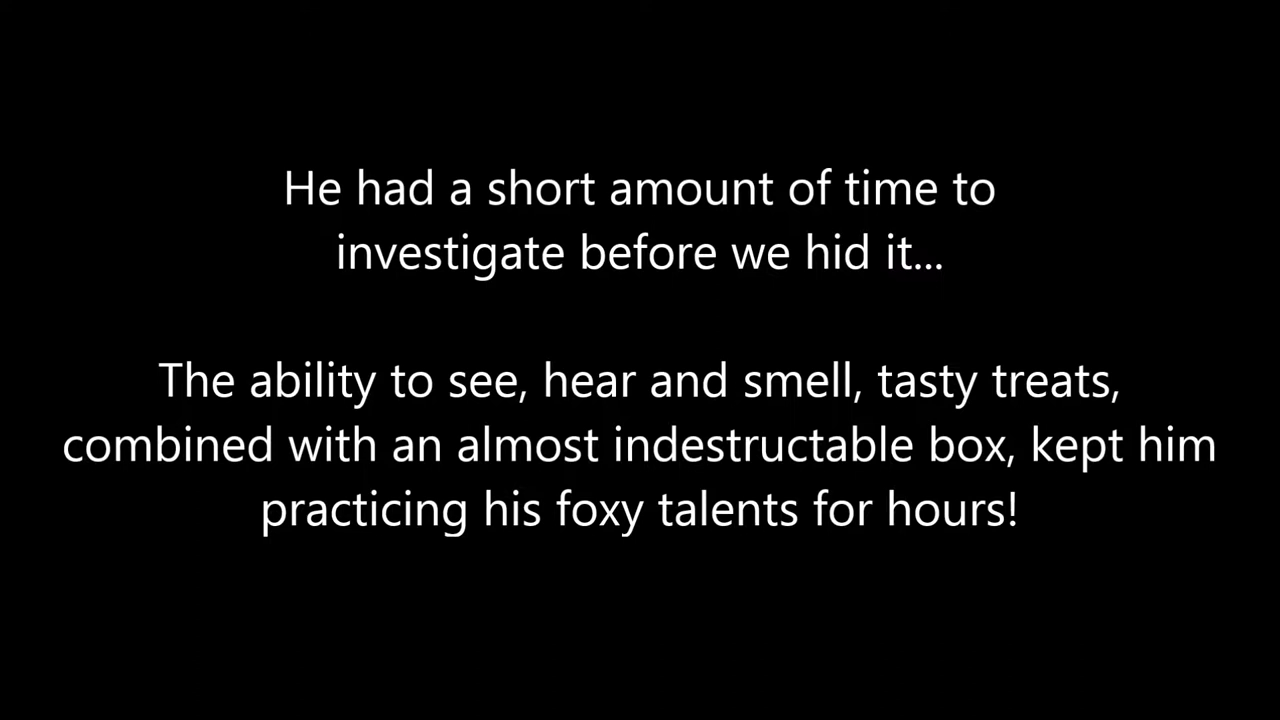 He had a short amount of time to
investigate before we hid it...
The ability to see, hear and smell, tasty treats,
combined with an almost indestructable box, kept him
practicing his foxy talents for hours!